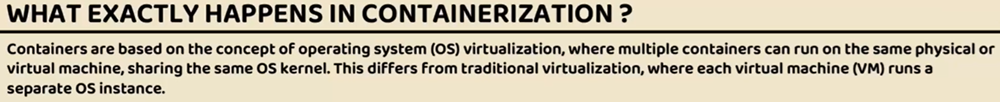 WHAT EXACTLY HAPPENS IN CONTAINERIZATION ?
Containers are based on the concept of operating system (OS) virtualization, where multiple containers can run on the same physical or
virtual machine, sharing the same OS kernel. This differs from traditional virtualization, where each virtual machine (VM) runs a
separate OS instance.